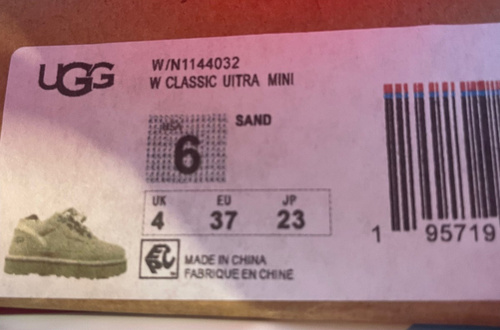 UGG
W/N1144032
W CLASSIC UITRA MINI
SAND
USA
6
UK EU JP
4 37 23
MADE IN CHINA
FABRIQUE EN CHINE
1 95719